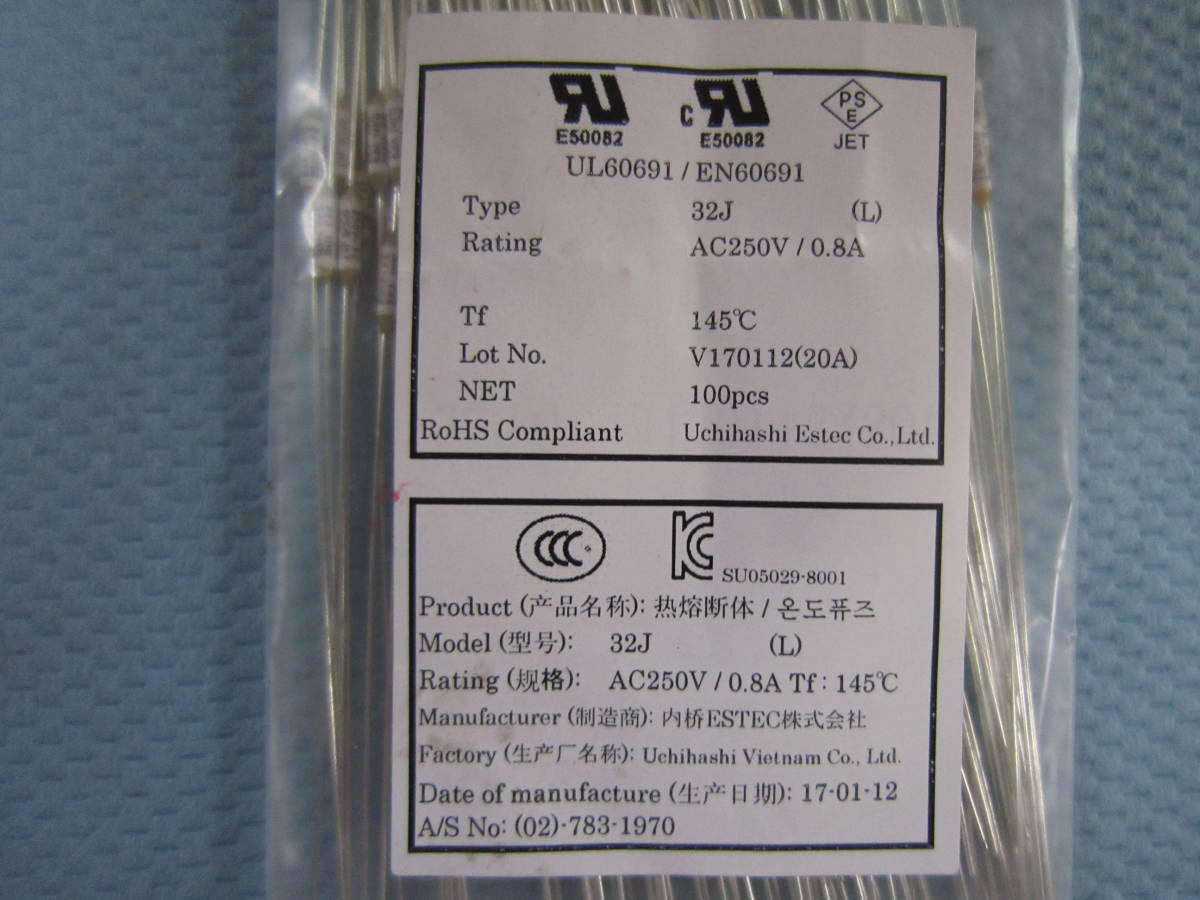 E50082 c E50082 PS E JET
UL60691 / EN60691
Type 32J (L)
Rating AC250V / 0.8A
Tf 145℃
Lot No. V170112(20A)
NET 100pcs
RoHS Compliant Uchihashi Estec Co.,Ltd.
CCC KC SU05029-8001
Product (产品名称): 热熔断体 / 온도퓨즈
Model (型号): 32J (L)
Rating (规格): AC250V / 0.8A Tf : 145℃
Manufacturer (制造商): 内桥ESTEC株式会社
Factory (生产厂名称): Uchihashi Vietnam Co., Ltd.
Date of manufacture (生产日期): 17-01-12
A/S No: (02)-783-1970